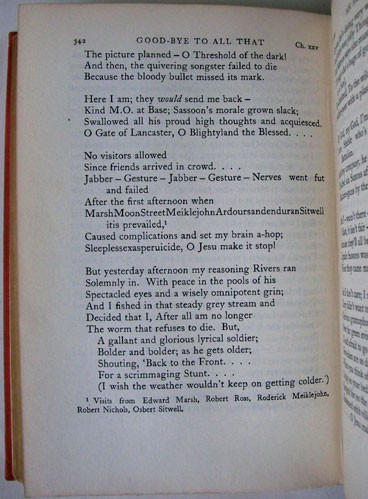 342 GOOD-BYE TO ALL THAT Ch. xxv
The picture planned – O Threshold of the dark!
And then, the quivering songster failed to die
Because the bloody bullet missed its mark.
Here I am; they would send me back –
Kind M.O. at Base; Sassoon's morale grown slack;
Swallowed all his proud high thoughts and acquiesced.
O Gate of Lancaster, O Blightyland the Blessed. . . .
No visitors allowed
Since friends arrived in crowd. . . .
Jabber – Gesture – Jabber – Gesture – Nerves went fut
and failed
After the first afternoon when
MarshMoonStreetMeiklejohnArdoursandenduranSitwell
itis prevailed,¹
Caused complications and set my brain a-hop;
Sleeplessexasperuicide, O Jesu make it stop!
But yesterday afternoon my reasoning Rivers ran
Solemnly in. With peace in the pools of his
Spectacled eyes and a wisely omnipotent grin;
And I fished in that steady grey stream and
Decided that I, After all am no longer
The worm that refuses to die. But,
A gallant and glorious lyrical soldier;
Bolder and bolder; as he gets older;
Shouting, 'Back to the Front. . . .
For a scrimmaging Stunt. . . .
(I wish the weather wouldn't keep on getting colder.')
¹ Visits from Edward Marsh, Robert Ross, Roderick Meiklejohn,
Robert Nichols, Osbert Sitwell.